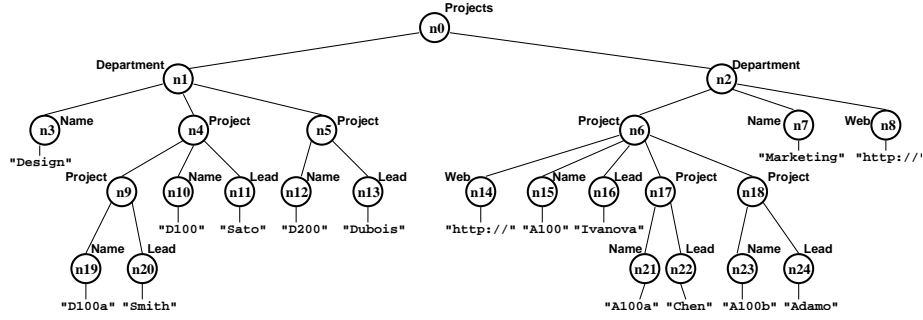 Projects
n0
Department Department
n1 n2
Name Project Project Project Name Web
n3 n4 n5 n6 n7 n8
"Design" "Marketing" "http://"
Project Name Lead Name Lead Web Name Lead Project Project
n9 n10 n11 n12 n13 n14 n15 n16 n17 n18
"D100" "Sato" "D200" "Dubois" "http://" "A100" "Ivanova"
Name Lead Name Lead Name Lead
n19 n20 n21 n22 n23 n24
"D100a" "Smith" "A100a" "Chen" "A100b" "Adamo"